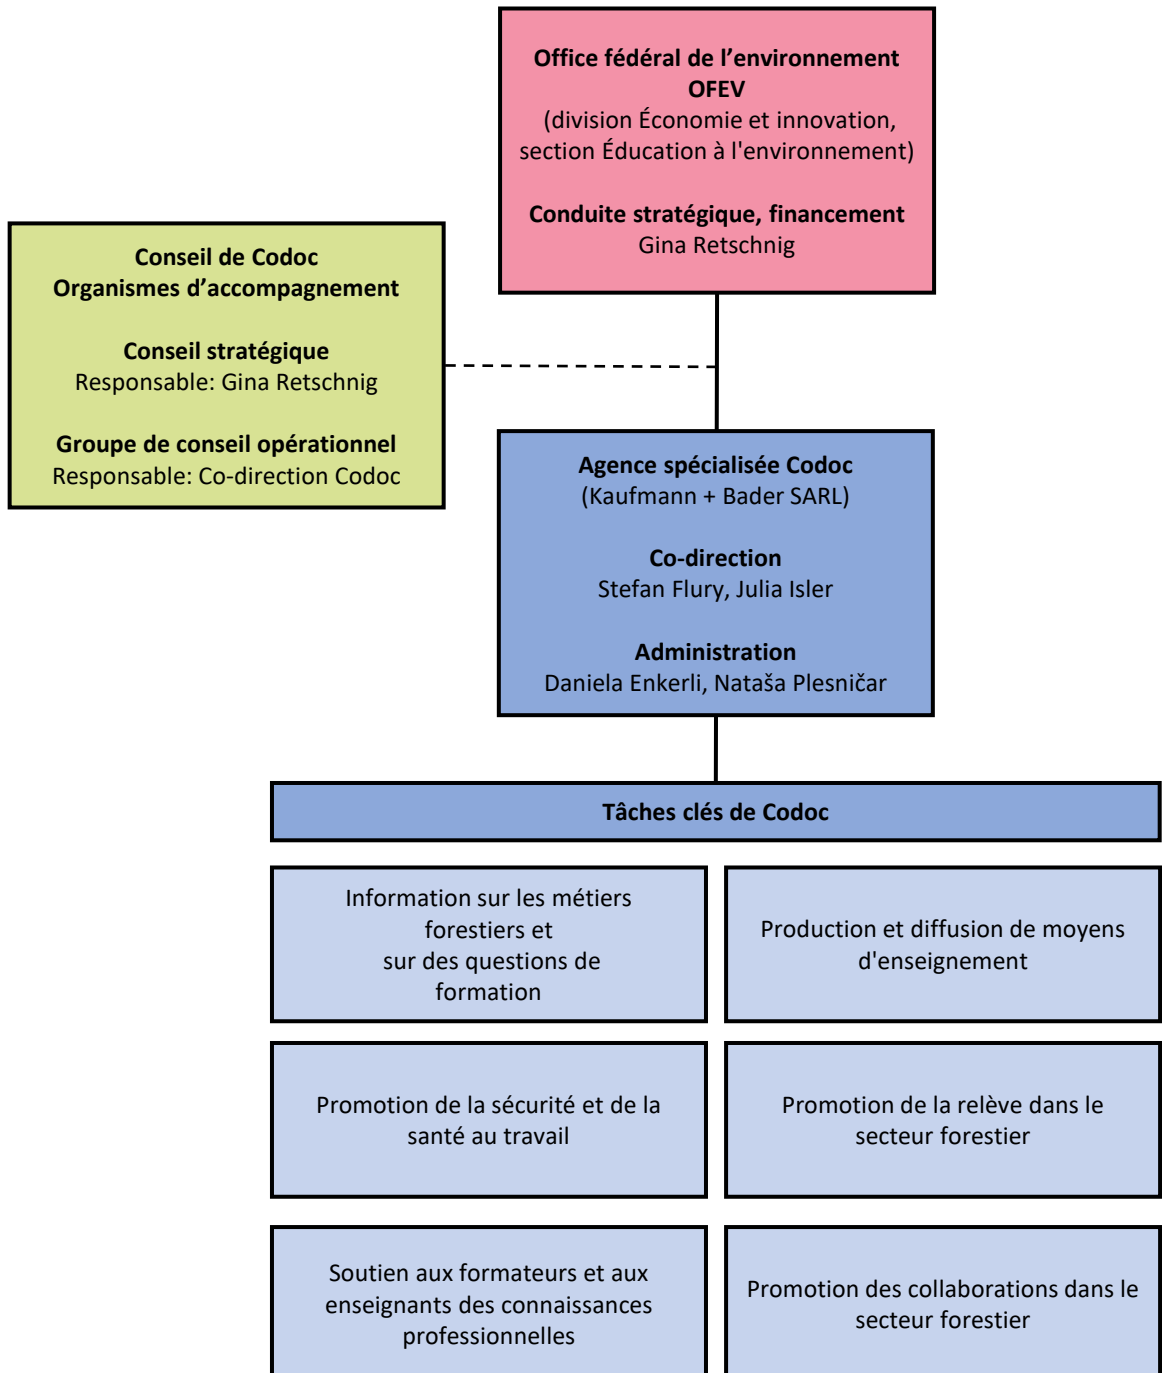 Office fédéral de l’environnement
OFEV
(division Économie et innovation,
section Éducation à l'environnement)
Conduite stratégique, financement
Gina Retschnig
Conseil de Codoc
Organismes d’accompagnement
Conseil stratégique
Responsable: Gina Retschnig
Groupe de conseil opérationnel
Responsable: Co-direction Codoc
Agence spécialisée Codoc
(Kaufmann + Bader SARL)
Co-direction
Stefan Flury, Julia Isler
Administration
Daniela Enkerli, Nataša Plesničar
Tâches clés de Codoc
Information sur les métiers
forestiers et
sur des questions de
formation
Production et diffusion de moyens
d'enseignement
Promotion de la sécurité et de la
santé au travail
Promotion de la relève dans le
secteur forestier
Soutien aux formateurs et aux
enseignants des connaissances
professionnelles
Promotion des collaborations dans le
secteur forestier